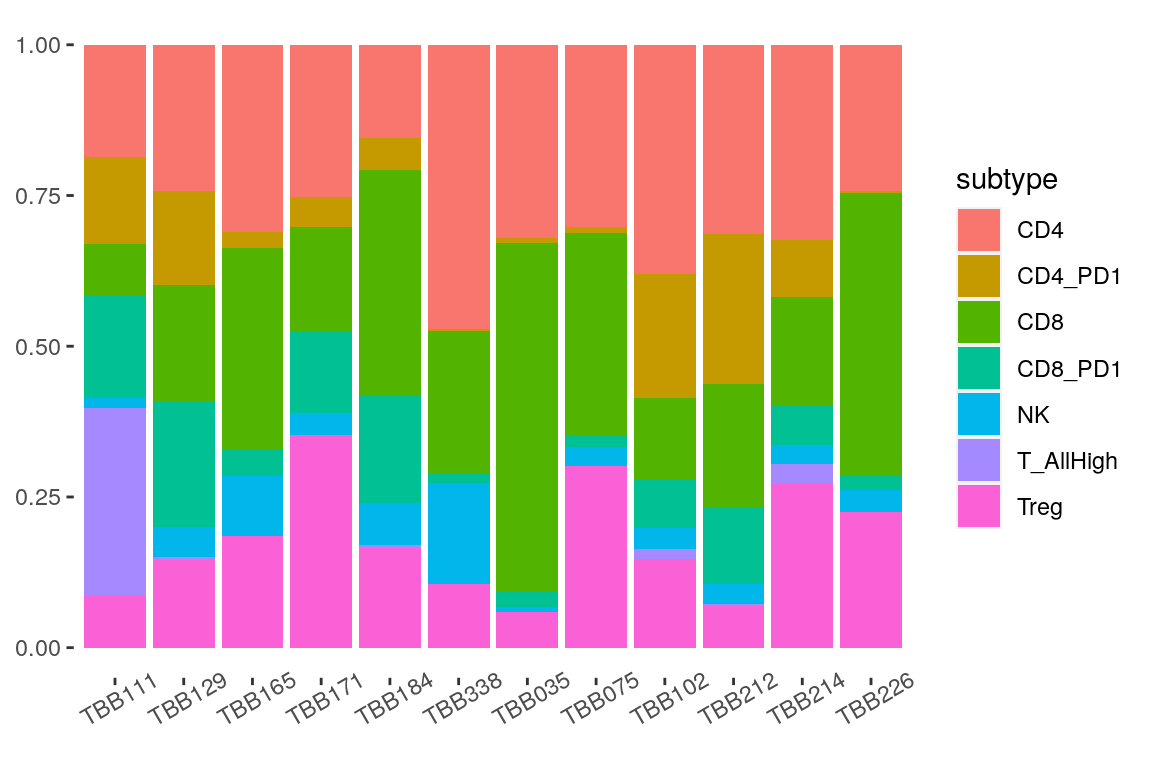 1.00
0.75
0.50
0.25
0.00
TBB111
TBB129
TBB165
TBB171
TBB184
TBB338
TBB035
TBB075
TBB102
TBB212
TBB214
TBB226
subtype
CD4
CD4_PD1
CD8
CD8_PD1
NK
T_AllHigh
Treg